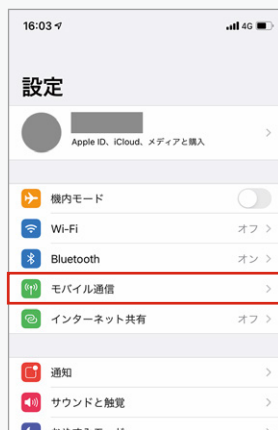 16:03
4G
設定
Apple ID、iCloud、メディアと購入
機内モード
Wi-Fi オフ
Bluetooth オン
モバイル通信
インターネット共有 オフ
通知
サウンドと触覚